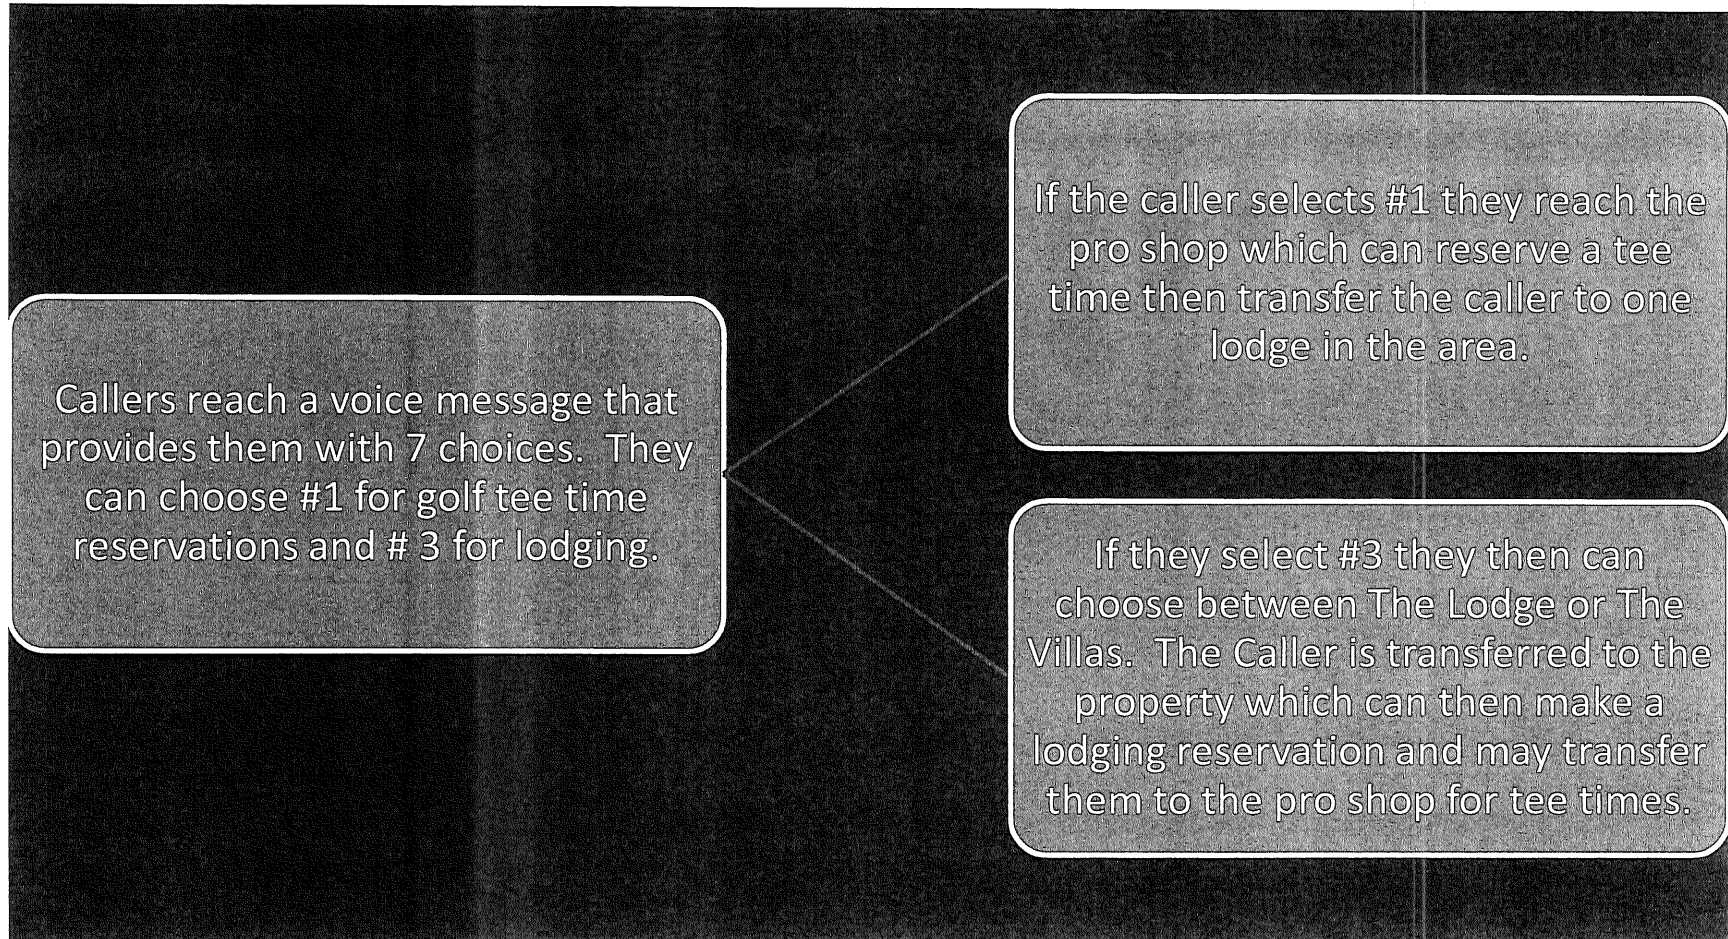 Callers reach a voice message that
provides them with 7 choices.  They
can choose #1 for golf tee time
reservations and # 3 for lodging.
If the caller selects #1 they reach the
pro shop which can reserve a tee
time then transfer the caller to one
lodge in the area.
If they select #3 they then can
choose between The Lodge or The
Villas.  The Caller is transferred to the
property which can then make a
lodging reservation and may transfer
them to the pro shop for tee times.